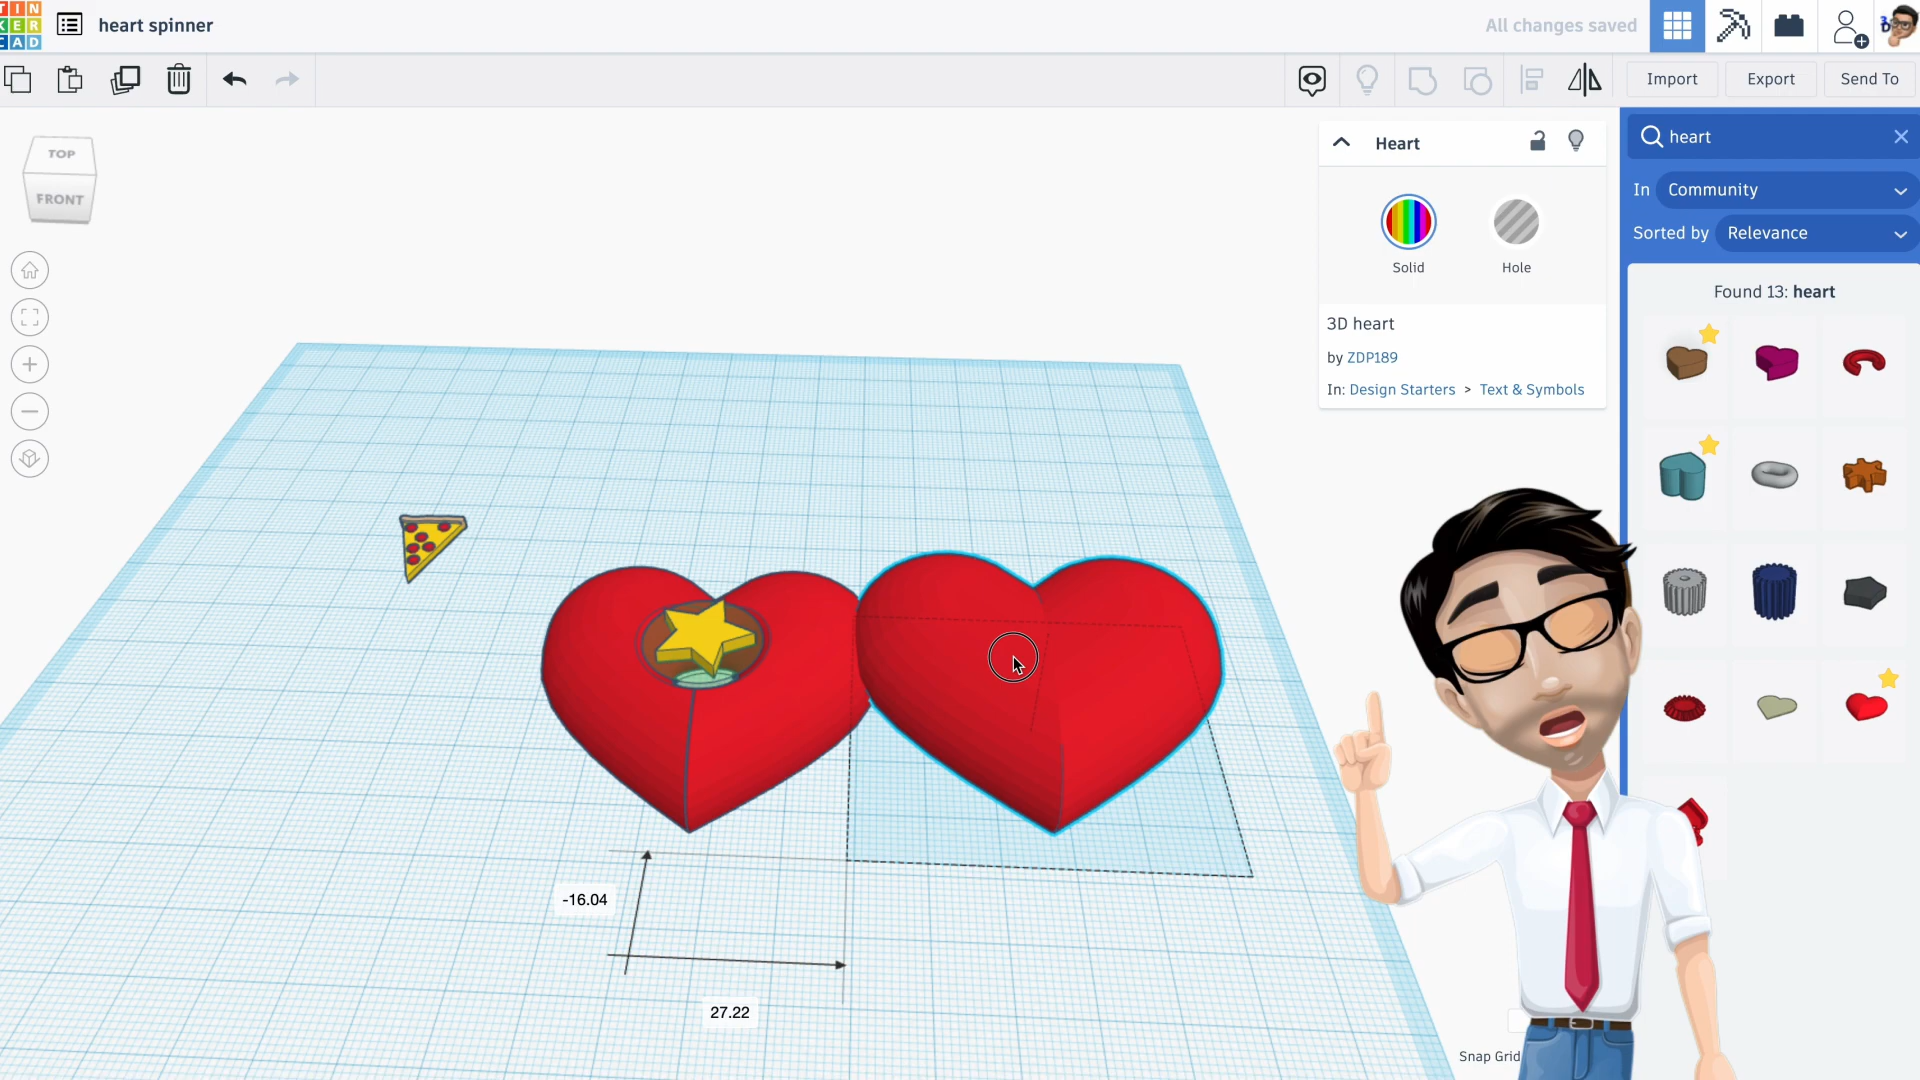 TIN
KER
CAD
heart spinner
All changes saved
Import
Export
Send To
TOP
FRONT
Heart
Solid
Hole
3D heart
by ZDP189
In: Design Starters > Text & Symbols
heart
In Community
Sorted by Relevance
Found 13: heart
-16.04
27.22
Snap Grid